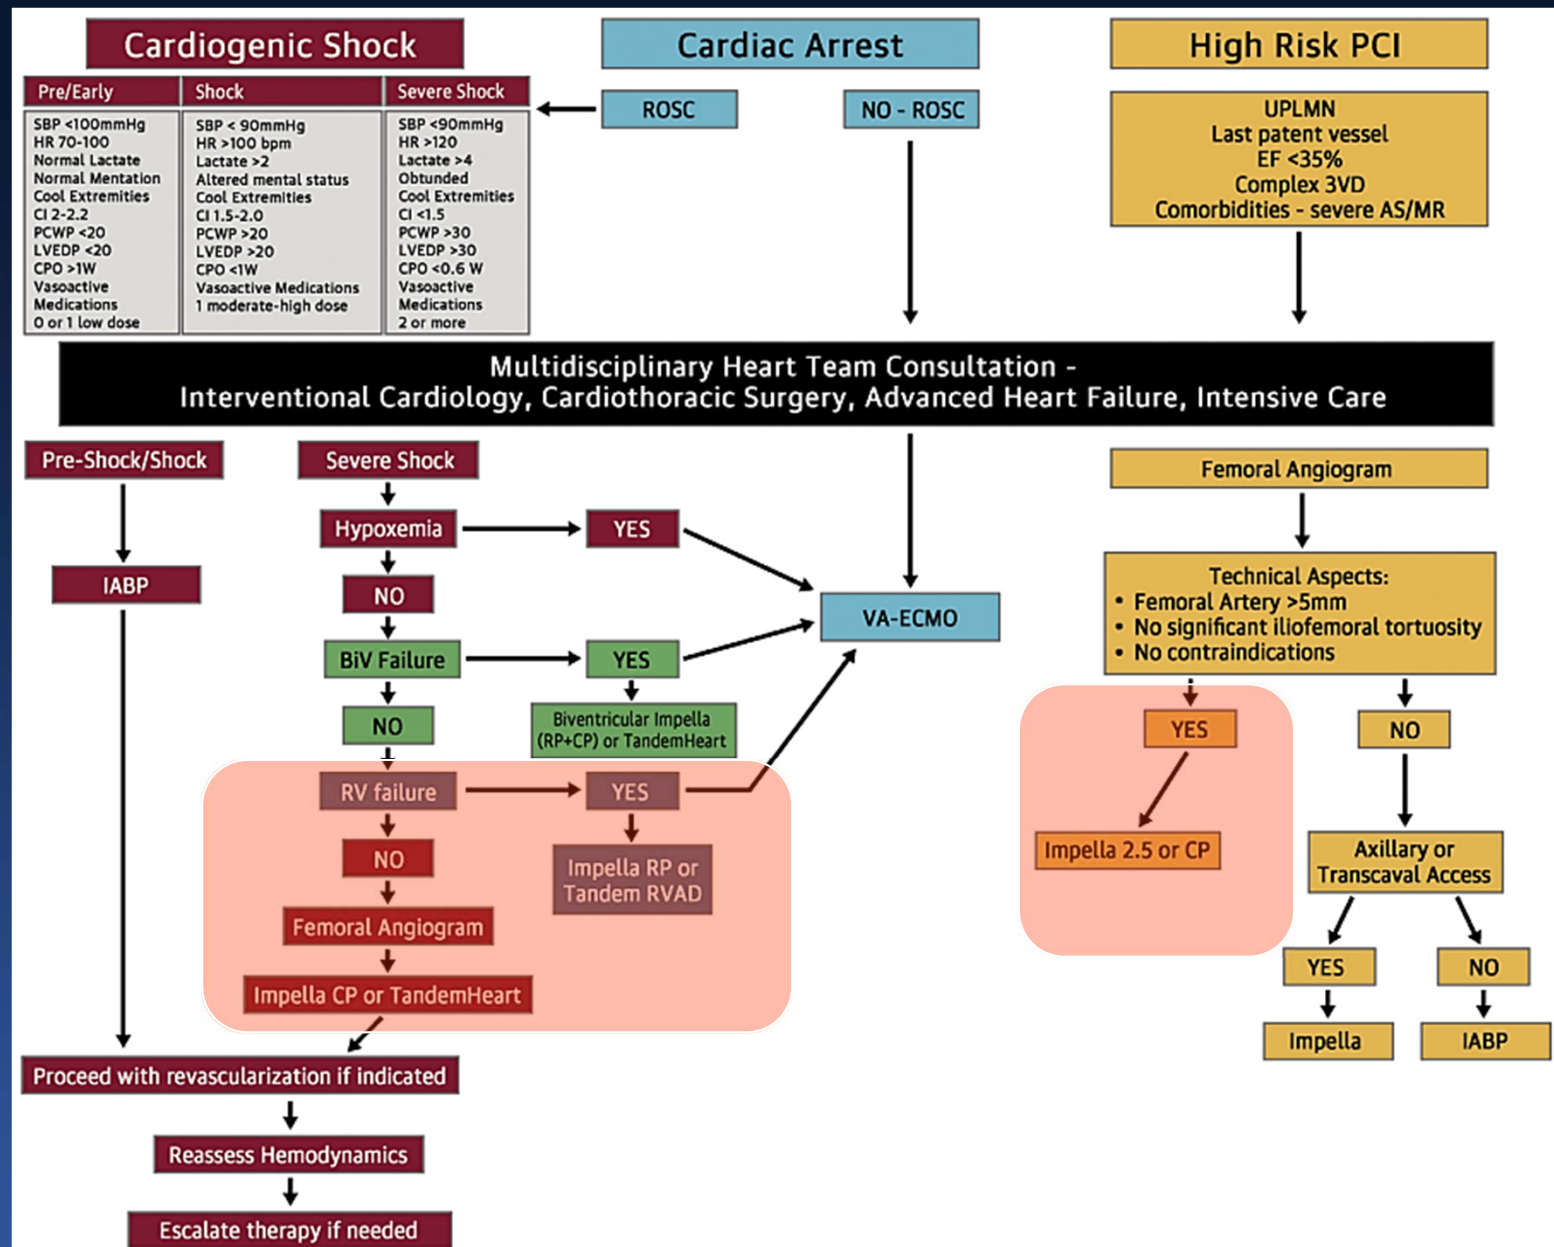 Cardiogenic Shock
Cardiac Arrest
High Risk PCI
Pre/Early
SBP <100mmHg
HR 70-100
Normal Lactate
Normal Mentation
Cool Extremities
CI 2-2.2
PCWP <20
LVEDP <20
CPO >1W
Vasoactive
Medications
0 or 1 low dose
Shock
SBP < 90mmHg
HR >100 bpm
Lactate >2
Altered mental status
Cool Extremities
CI 1.5-2.0
PCWP >20
LVEDP >20
CPO <1W
Vasoactive Medications
1 moderate-high dose
Severe Shock
SBP <90mmHg
HR >120
Lactate >4
Obtunded
Cool Extremities
CI <1.5
PCWP >30
LVEDP >30
CPO <0.6 W
Vasoactive
Medications
2 or more
ROSC
NO - ROSC
UPLMN
Last patent vessel
EF <35%
Complex 3VD
Comorbidities - severe AS/MR
Multidisciplinary Heart Team Consultation -
Interventional Cardiology, Cardiothoracic Surgery, Advanced Heart Failure, Intensive Care
Pre-Shock/Shock
IABP
Severe Shock
Hypoxemia
YES
NO
BiV Failure
YES
Biventricular Impella
(RP+CP) or TandemHeart
NO
RV failure
YES
Impella RP or
Tandem RVAD
NO
Femoral Angiogram
Impella CP or TandemHeart
Proceed with revascularization if indicated
Reassess Hemodynamics
Escalate therapy if needed
VA-ECMO
Femoral Angiogram
Technical Aspects:
• Femoral Artery >5mm
• No significant iliofemoral tortuosity
• No contraindications
YES
Impella 2.5 or CP
NO
Axillary or
Transcaval Access
YES
Impella
NO
IABP